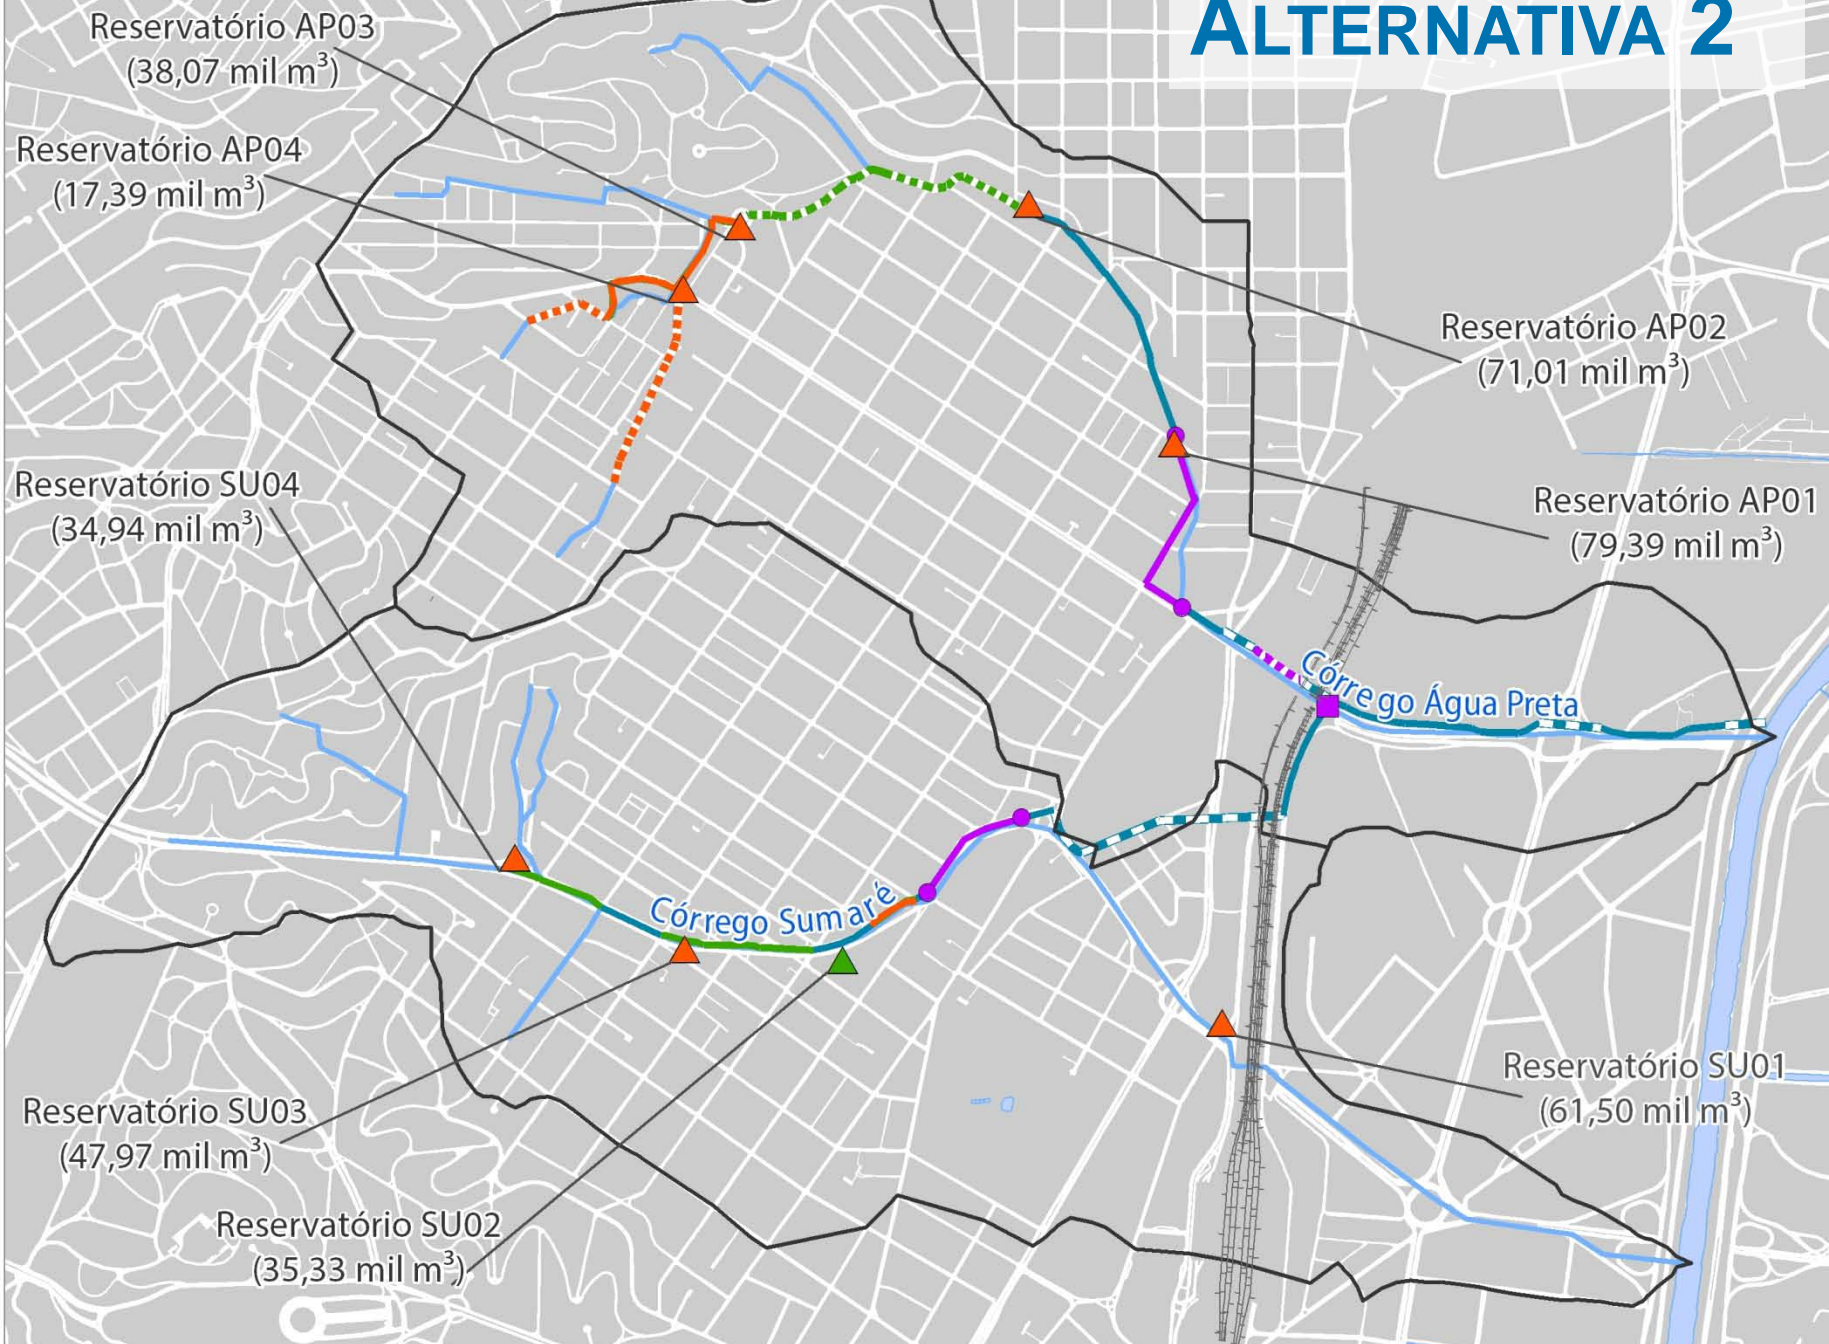 ALTERNATIVA 2
Reservatório AP03
(38,07 mil m³)
Reservatório AP04
(17,39 mil m³)
Reservatório AP02
(71,01 mil m³)
Reservatório SU04
(34,94 mil m³)
Reservatório AP01
(79,39 mil m³)
Córrego Água Preta
Córrego Sumaré
Reservatório SU03
(47,97 mil m³)
Reservatório SU01
(61,50 mil m³)
Reservatório SU02
(35,33 mil m³)